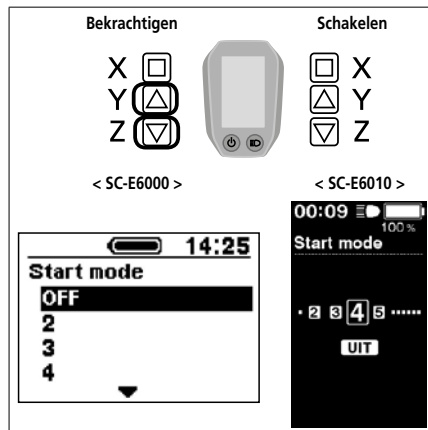 Bekrachtigen Schakelen
X X
Y Y
Z Z
< SC-E6000 > < SC-E6010 >
14:25
Start mode
OFF
2
3
4
00:09
100 %
Start mode
· 2 3 4 5 ······
UIT